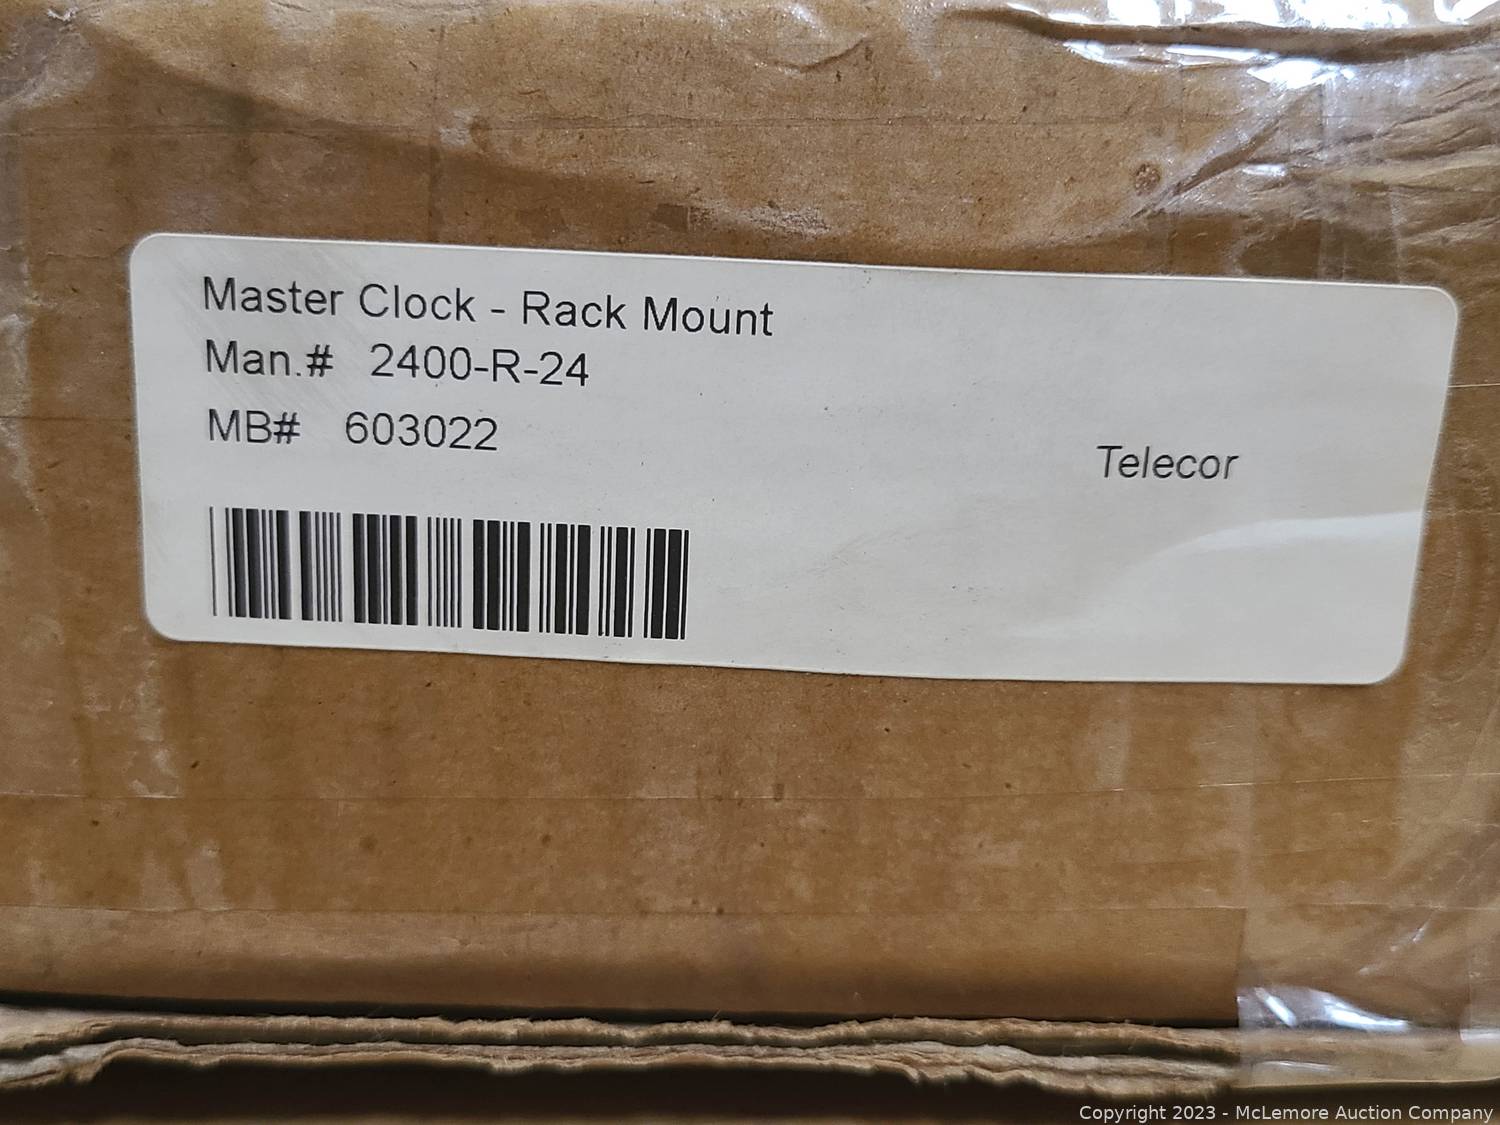 Master Clock - Rack Mount
Man.# 2400-R-24
MB# 603022
Telecor
Copyright 2023 - McLemore Auction Company